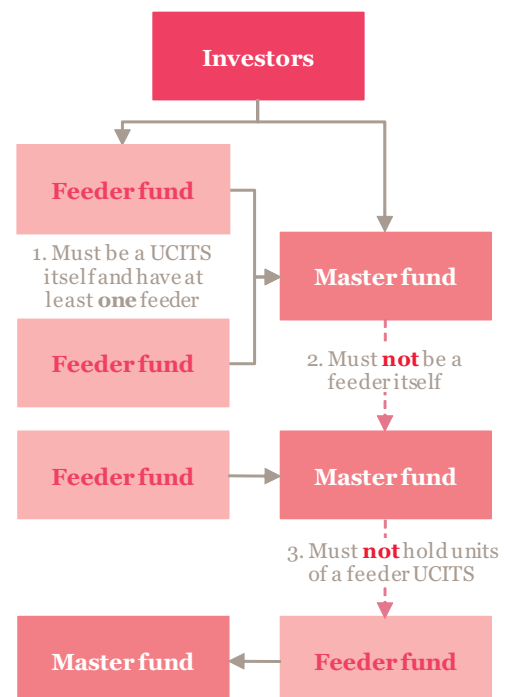 Investors
Feeder fund
1. Must be a UCITS
itself and have at
least one feeder
Master fund
Feeder fund
2. Must not be a
feeder itself
Feeder fund
Master fund
3. Must not hold units
of a feeder UCITS
Master fund
Feeder fund